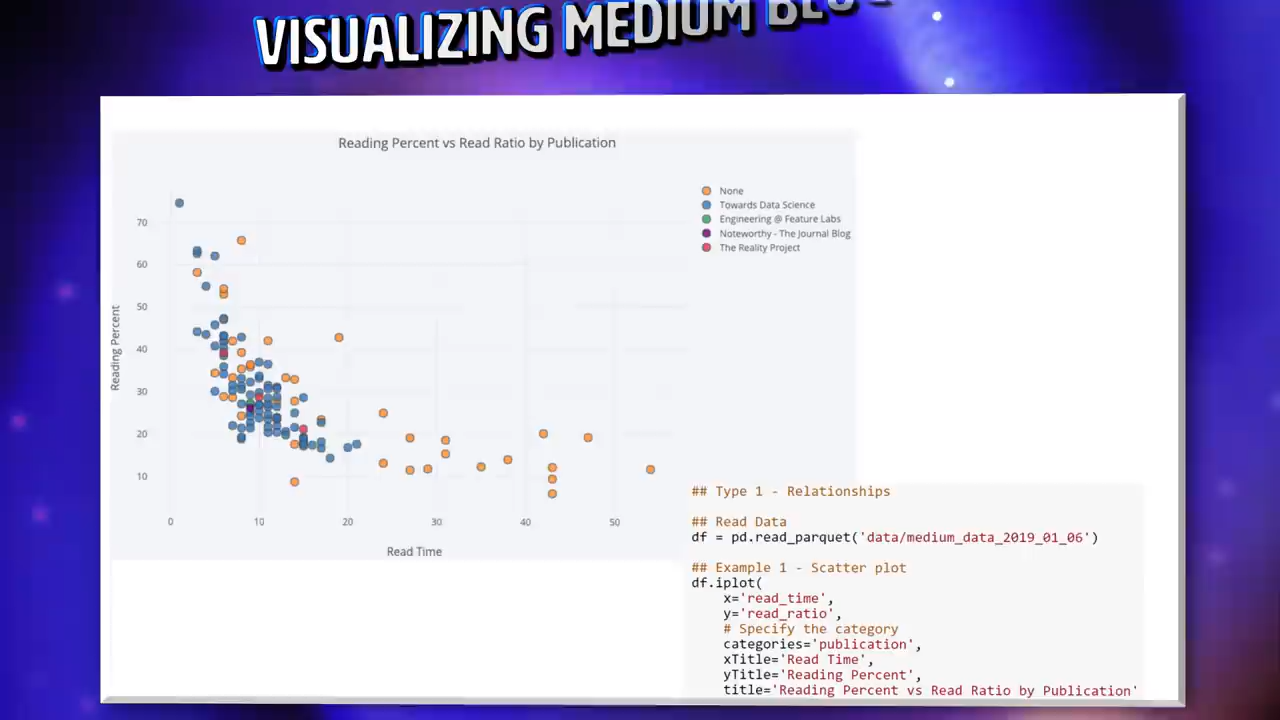 VISUALIZING MEDIUM
Reading Percent vs Read Ratio by Publication
None
Towards Data Science
Engineering @ Feature Labs
Noteworthy - The Journal Blog
The Reality Project
70
60
50
40
30
20
10
Reading Percent
0 10 20 30 40 50
Read Time
## Type 1 - Relationships
## Read Data
df = pd.read_parquet('data/medium_data_2019_01_06')
## Example 1 - Scatter plot
df.iplot(
x='read_time',
y='read_ratio',
# Specify the category
categories='publication',
xTitle='Read Time',
yTitle='Reading Percent',
title='Reading Percent vs Read Ratio by Publication'